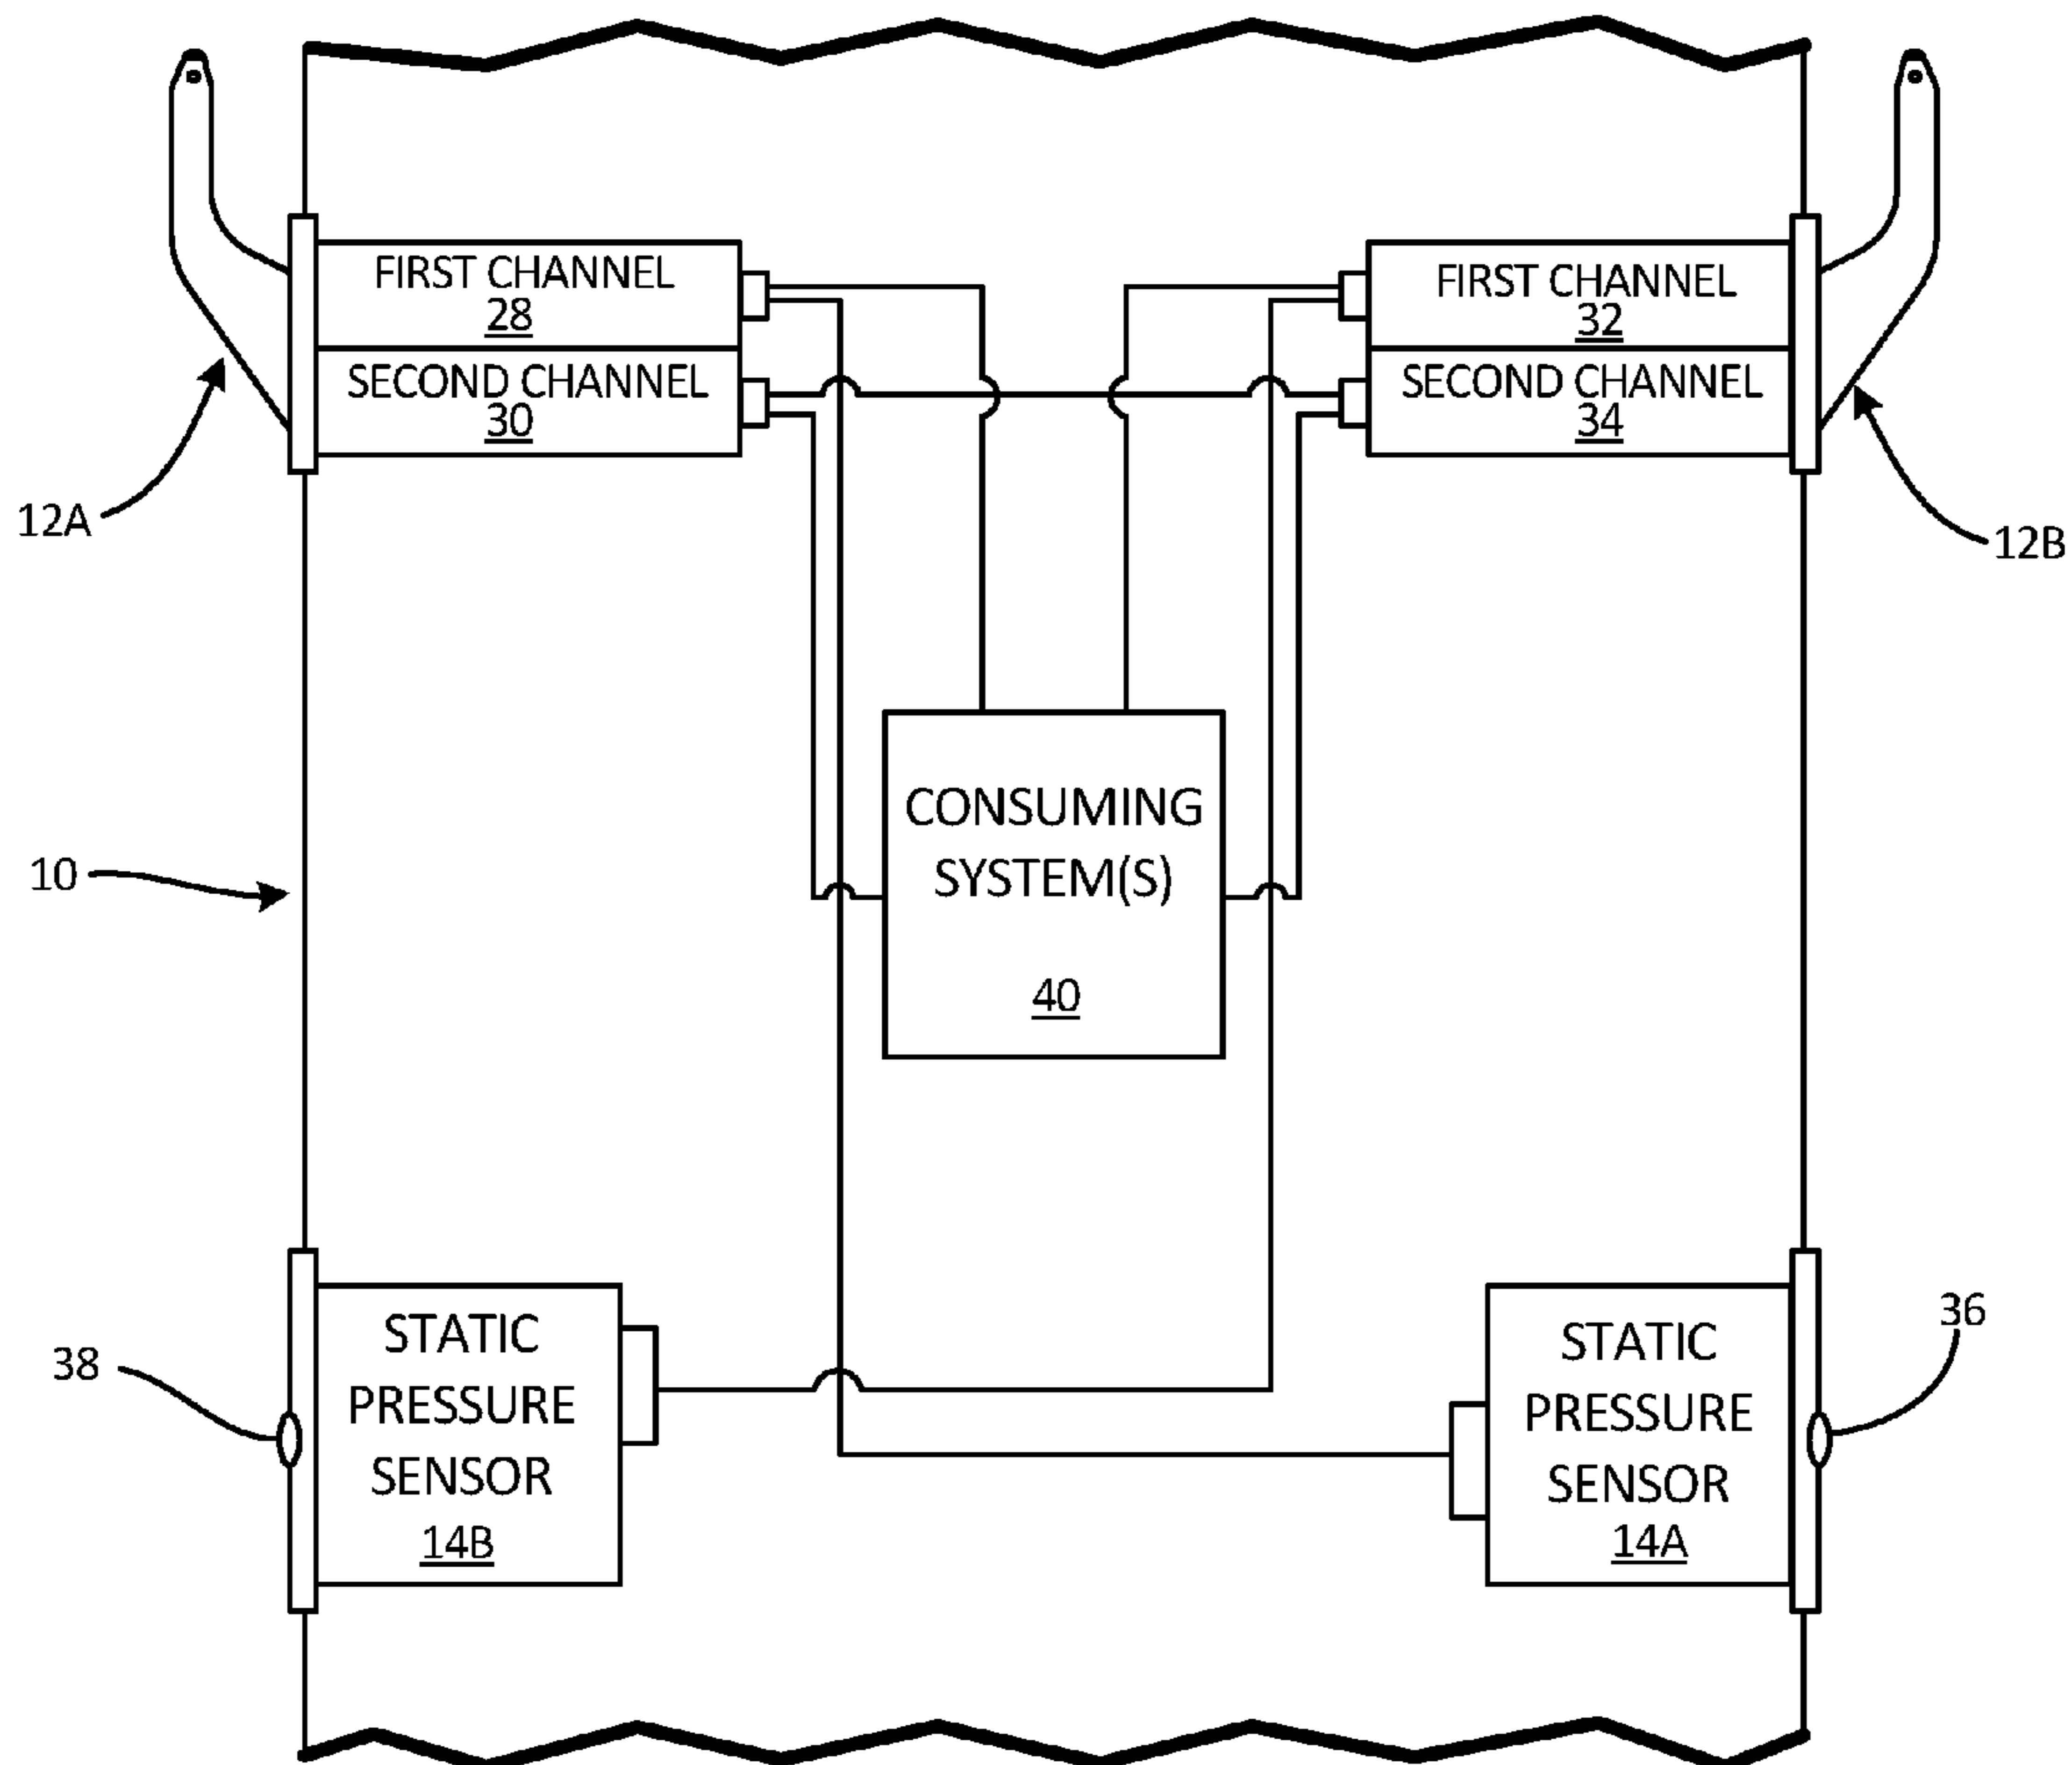 FIRST CHANNEL
28
SECOND CHANNEL
30
FIRST CHANNEL
32
SECOND CHANNEL
34
12A
12B
10
CONSUMING
SYSTEM(S)
40
38
STATIC
PRESSURE
SENSOR
14B
STATIC
PRESSURE
SENSOR
14A
36